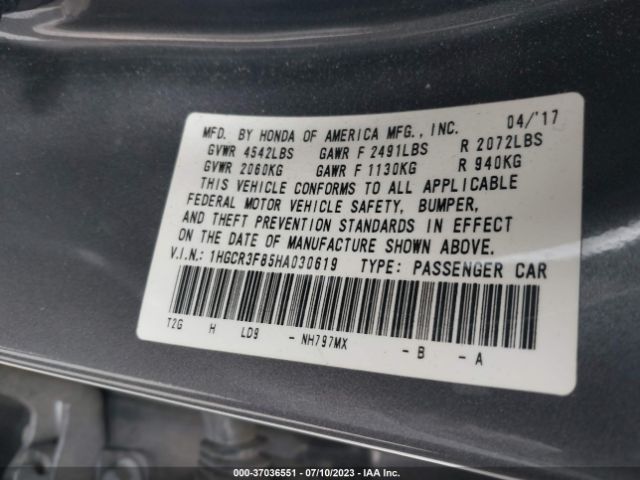 MFD. BY HONDA OF AMERICA MFG., INC. 04/'17
GVWR 4542LBS GAWR F 2491LBS R 2072LBS
GVWR 2060KG GAWR F 1130KG R 940KG
THIS VEHICLE CONFORMS TO ALL APPLICABLE
FEDERAL MOTOR VEHICLE SAFETY, BUMPER,
AND THEFT PREVENTION STANDARDS IN EFFECT
ON THE DATE OF MANUFACTURE SHOWN ABOVE.
V.I.N.: 1HGCR3F85HA030619 TYPE: PASSENGER CAR
T2G H LD9 - NH797MX - B - A
000-37036551 - 07/10/2023 - IAA Inc.